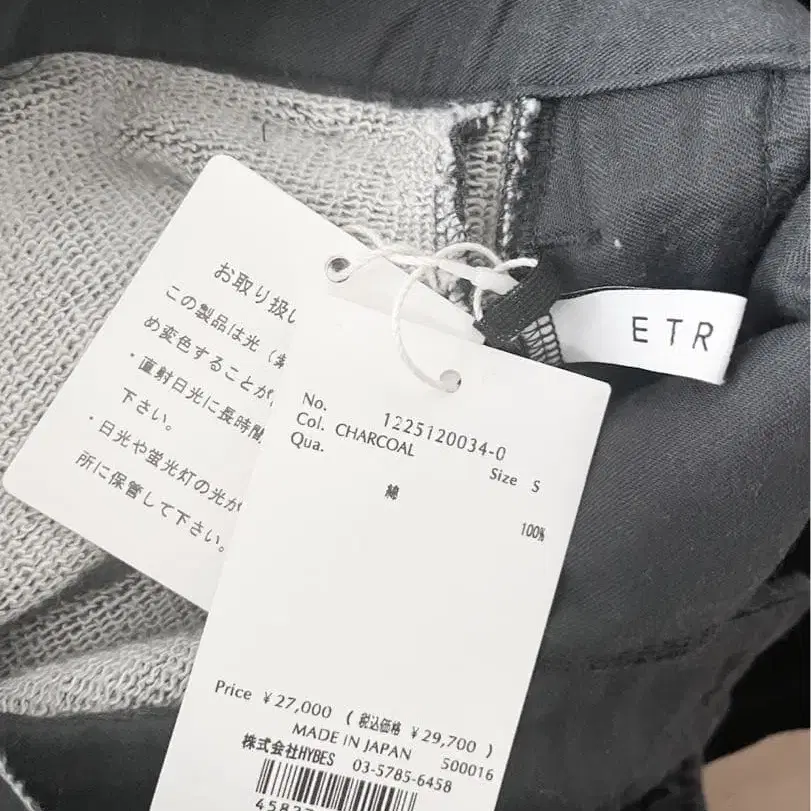 お取り扱い
この製品は光（紫
め変色することが
・直射日光に長時間
下さい。
・日光や蛍光灯の光が
所に保管して下さい。
ETR
No. 1225120034-0
Col. CHARCOAL Size S
Qua.
綿 100%
Price ¥27,000 ( 税込価格 ¥29,700 )
MADE IN JAPAN 500016
株式会社HYBES 03-5785-6458